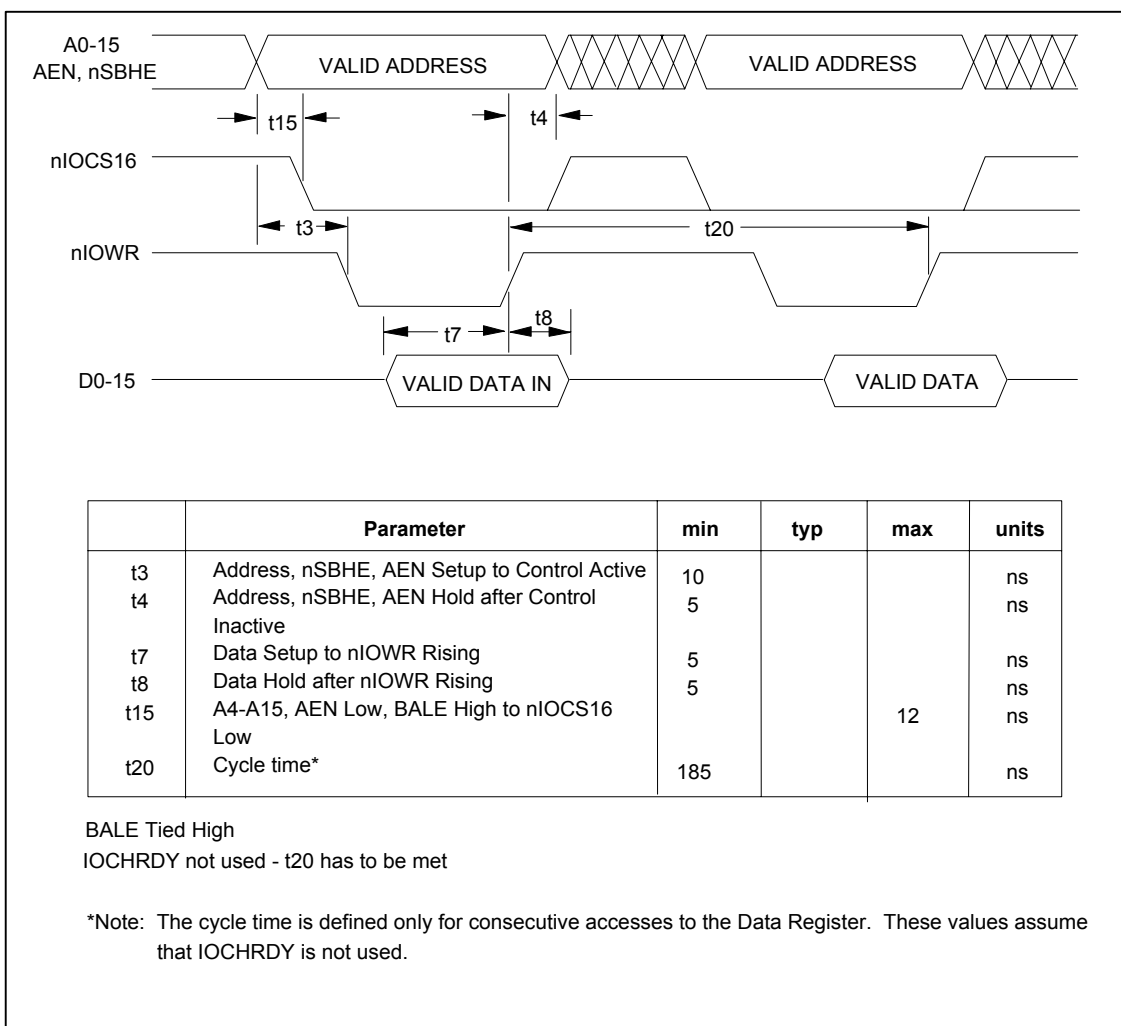 A0-15
AEN, nSBHE
VALID ADDRESS
VALID ADDRESS
t15
t4
nIOCS16
t3
t20
nIOWR
t7
t8
D0-15
VALID DATA IN
VALID DATA
Parameter min typ max units
t3 Address, nSBHE, AEN Setup to Control Active 10 ns
t4 Address, nSBHE, AEN Hold after Control 5 ns
Inactive
t7 Data Setup to nIOWR Rising 5 ns
t8 Data Hold after nIOWR Rising 5 ns
t15 A4-A15, AEN Low, BALE High to nIOCS16 12 ns
Low
t20 Cycle time* 185 ns
BALE Tied High
IOCHRDY not used - t20 has to be met
*Note: The cycle time is defined only for consecutive accesses to the Data Register. These values assume
that IOCHRDY is not used.